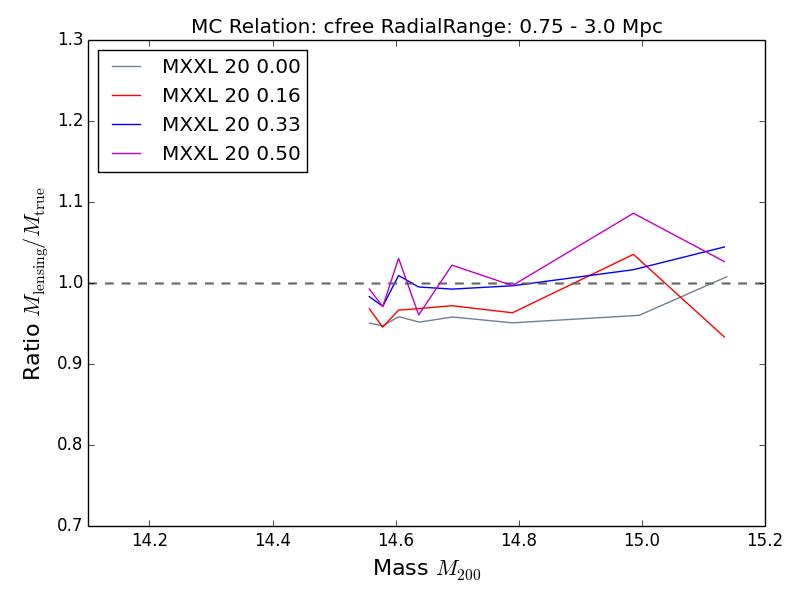 MC Relation: cfree RadialRange: 0.75 - 3.0 Mpc
1.3
MXXL 20 0.00
MXXL 20 0.16
MXXL 20 0.33
MXXL 20 0.50
1.2
1.1
1.0
0.9
0.8
0.7
Ratio M_lensing/M_true
14.2 14.4 14.6 14.8 15.0 15.2
Mass M_200